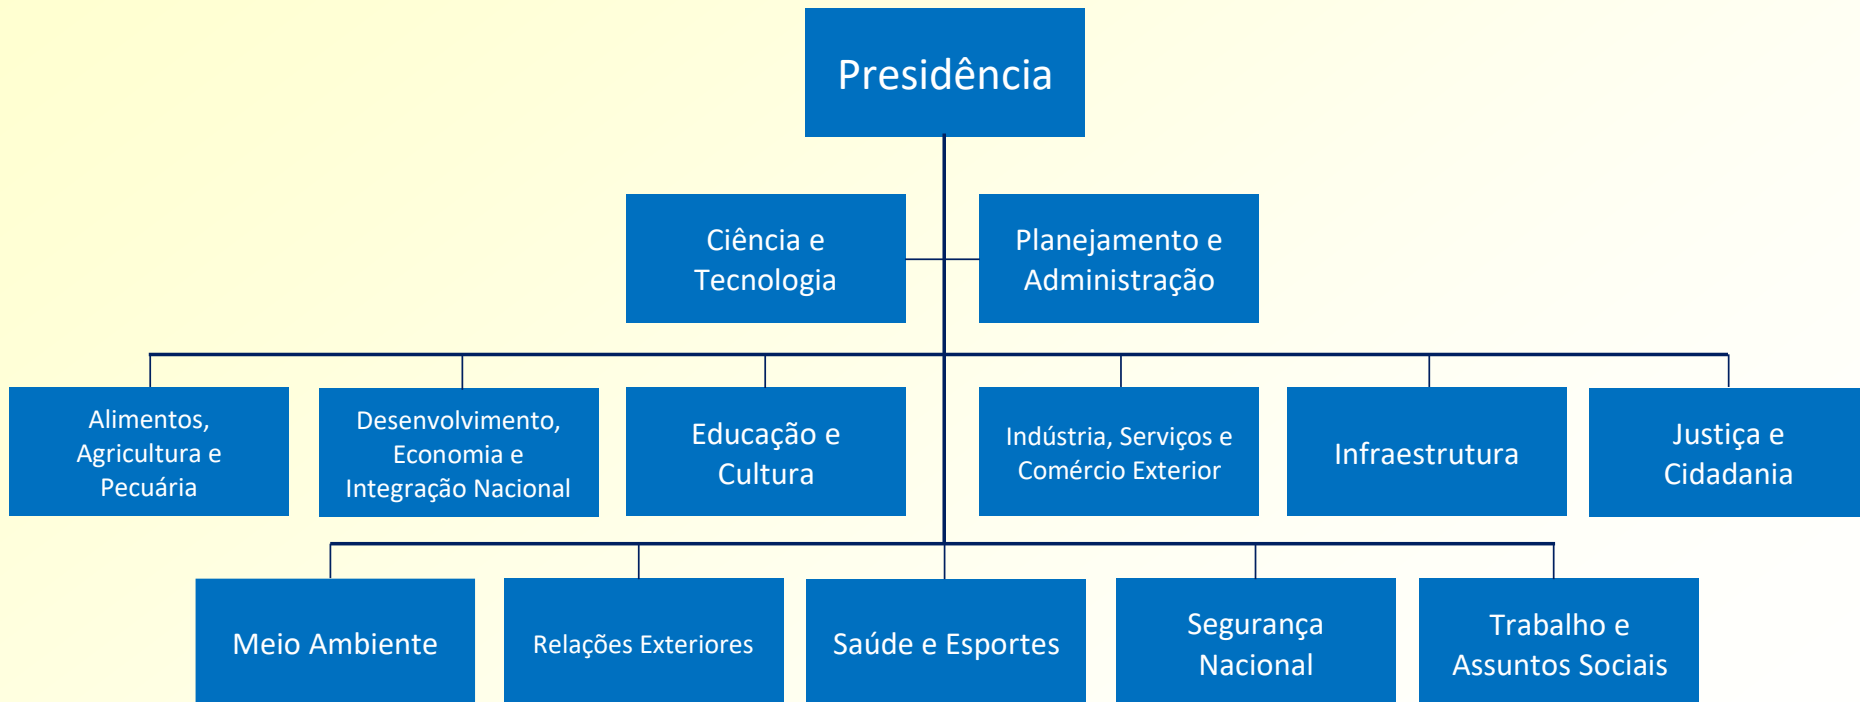 Presidência
Ciência e
Tecnologia
Planejamento e
Administração
Alimentos,
Agricultura e
Pecuária
Desenvolvimento,
Economia e
Integração Nacional
Educação e
Cultura
Indústria, Serviços e
Comércio Exterior
Infraestrutura
Justiça e
Cidadania
Meio Ambiente
Relações Exteriores
Saúde e Esportes
Segurança
Nacional
Trabalho e
Assuntos Sociais